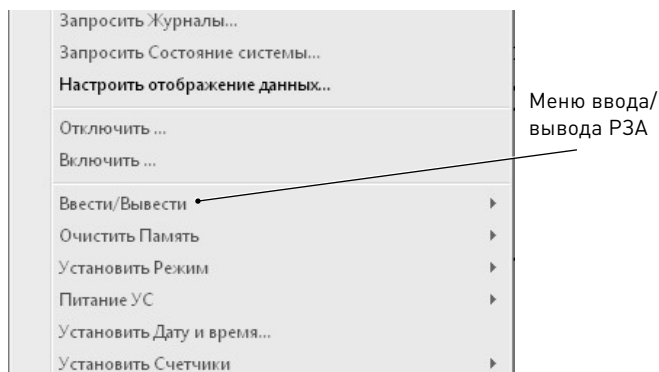 Запросить Журналы...
Запросить Состояние системы...
Настроить отображение данных...
Отключить ...
Включить ...
Ввести/Вывести
Очистить Память
Установить Режим
Питание УС
Установить Дату и время...
Установить Счетчики
Меню ввода/
вывода РЗА